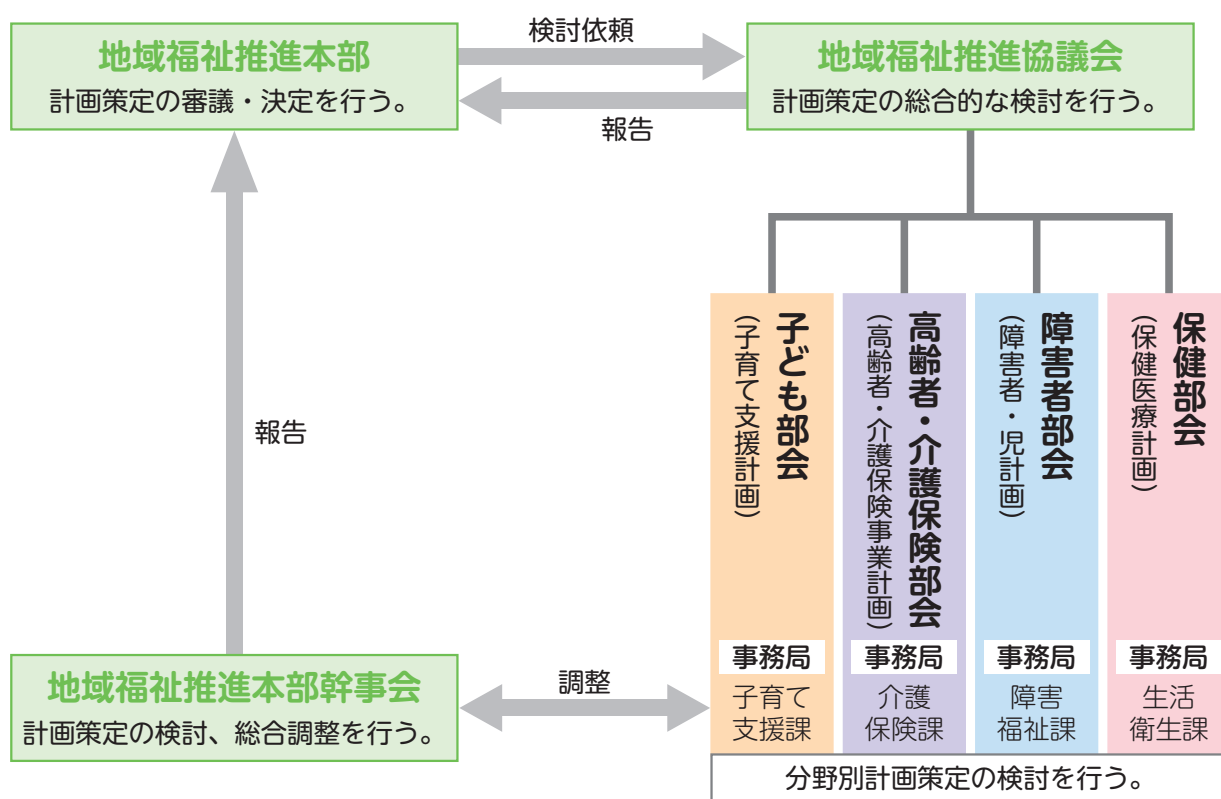 地域福祉推進本部
計画策定の審議・決定を行う。
検討依頼
報告
地域福祉推進協議会
計画策定の総合的な検討を行う。
報告
子ども部会
（子育て支援計画）
事務局
子育て
支援課
高齢者・介護保険部会
（高齢者・介護保険事業計画）
事務局
介護
保険課
障害者部会
（障害者・児計画）
事務局
障害
福祉課
保健部会
（保健医療計画）
事務局
生活
衛生課
地域福祉推進本部幹事会
計画策定の検討、総合調整を行う。
調整
分野別計画策定の検討を行う。